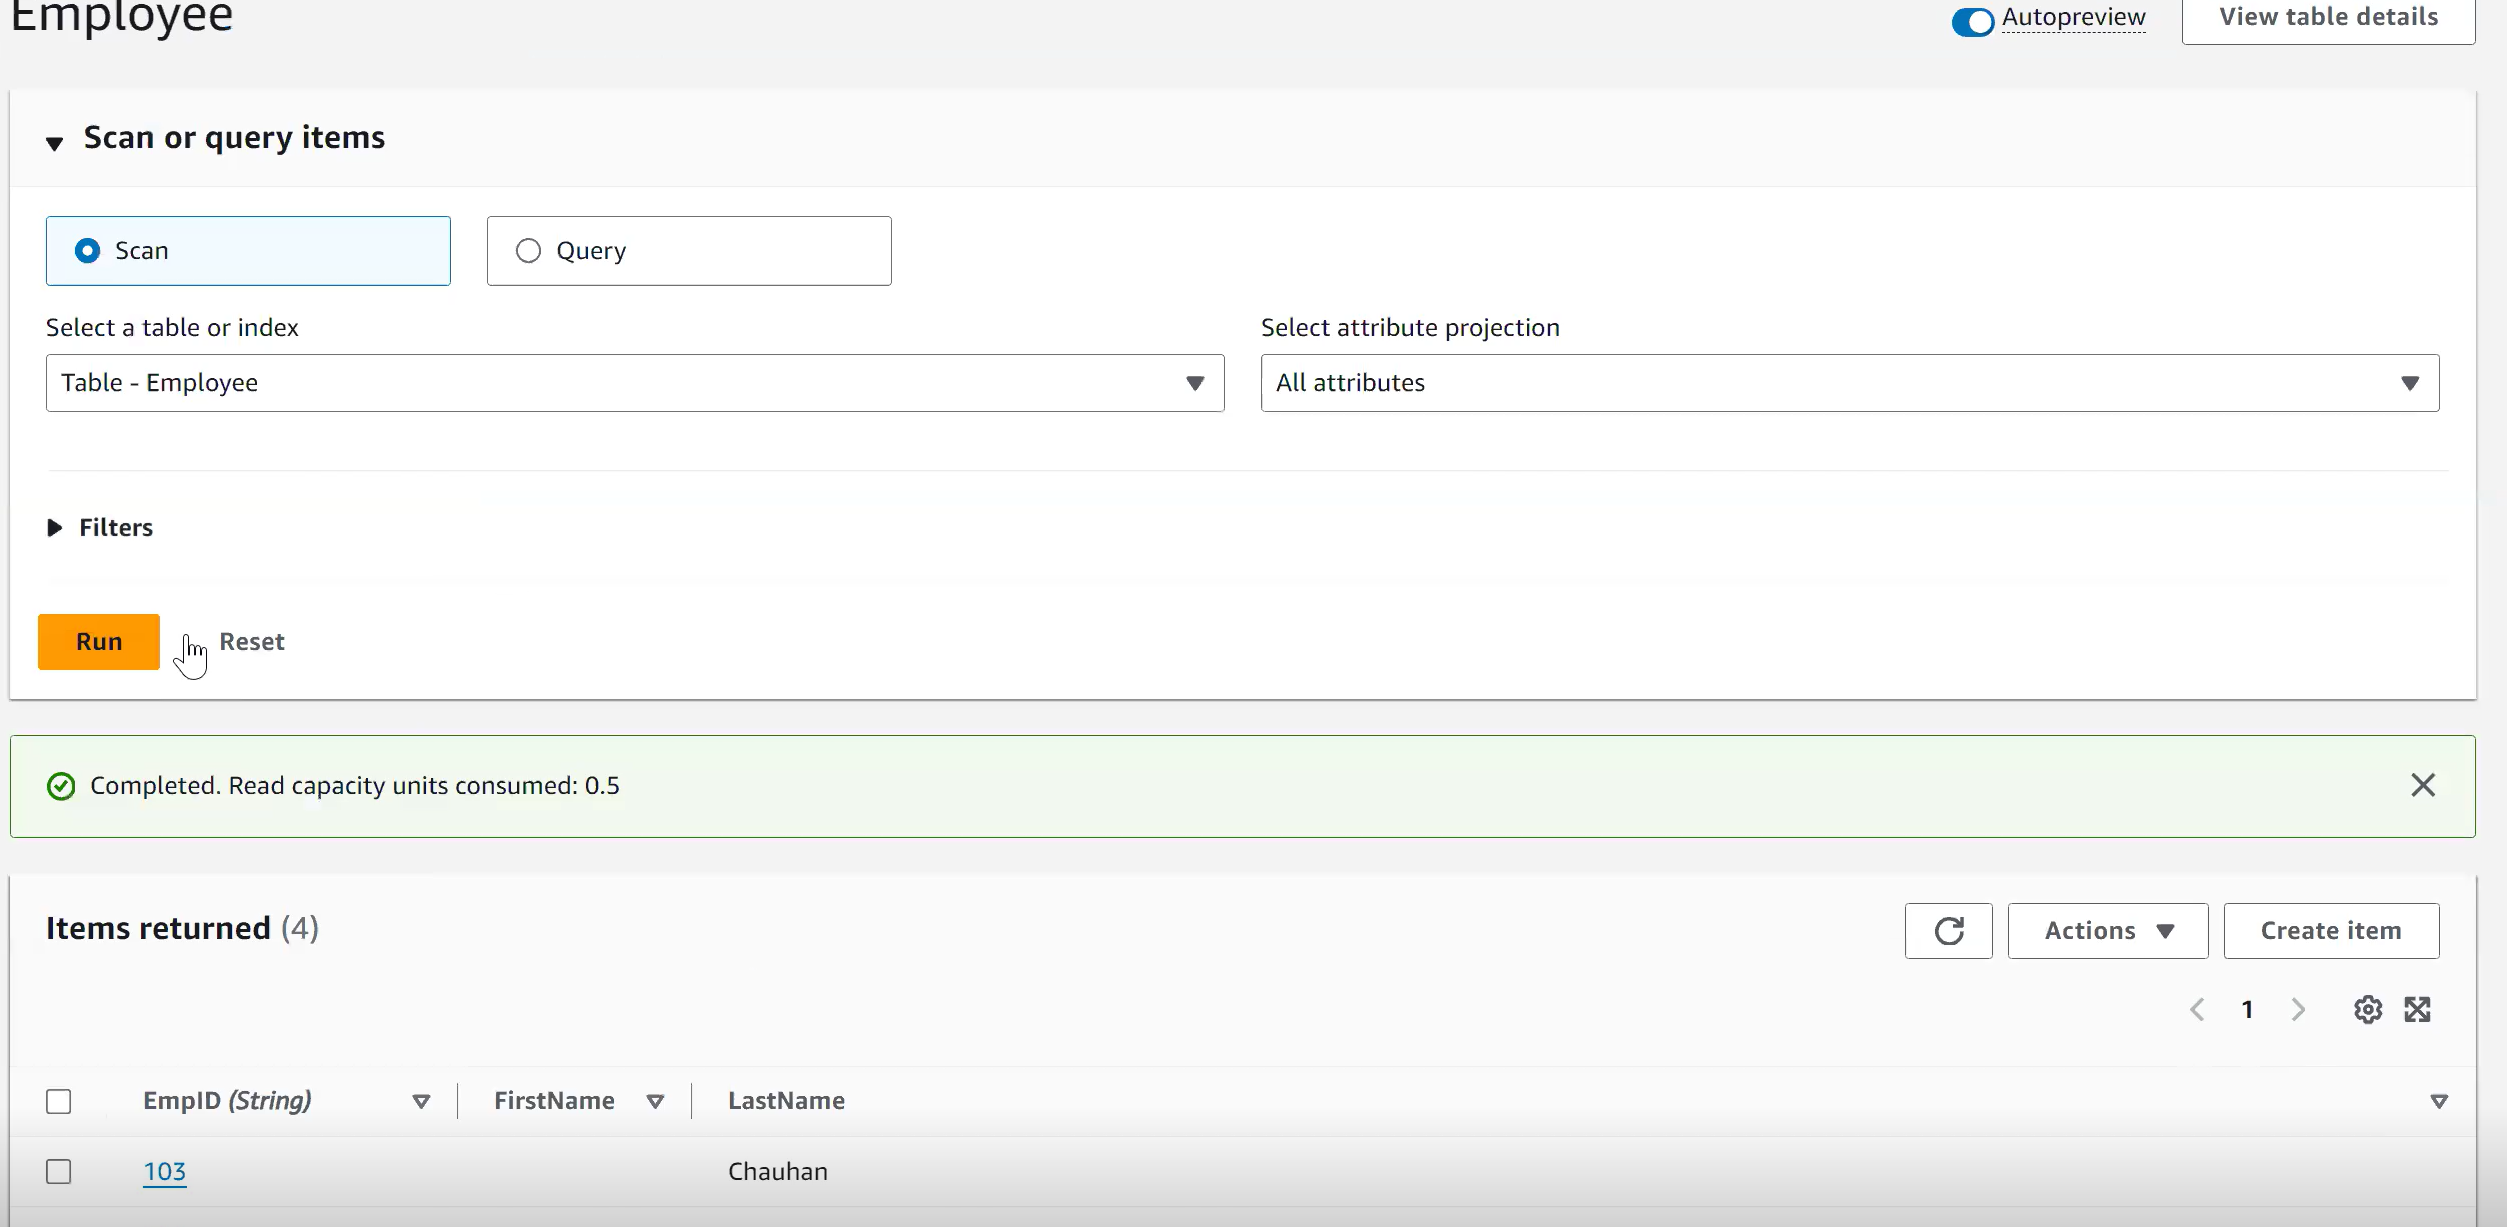 Employee
Autopreview
View table details
Scan or query items
Scan
Query
Select a table or index
Select attribute projection
Table - Employee
All attributes
Filters
Run
Reset
Completed. Read capacity units consumed: 0.5
Items returned (4)
Actions
Create item
1
EmpID (String)
FirstName
LastName
103
Chauhan